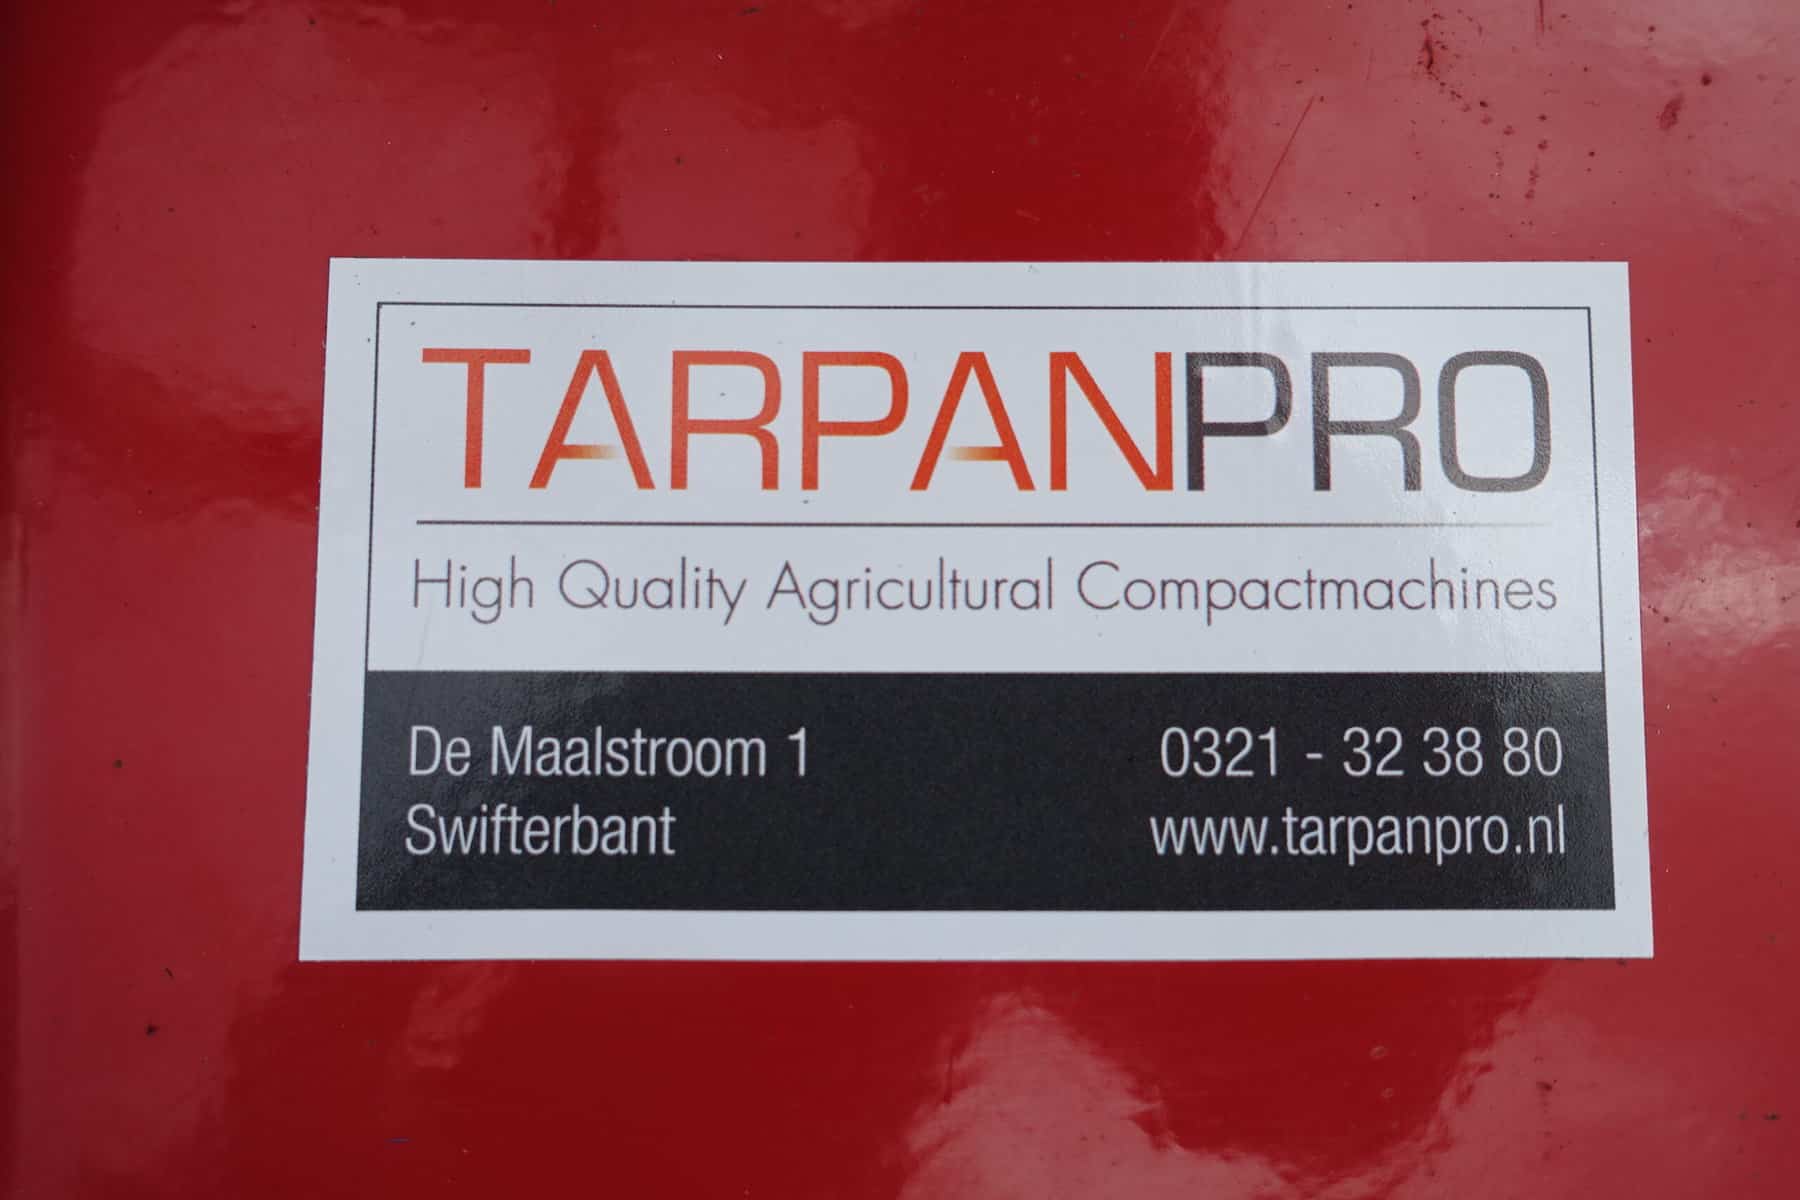 TARPANPRO
High Quality Agricultural Compactmachines
De Maalstroom 1
Swifterbant
0321 - 32 38 80
www.tarpanpro.nl